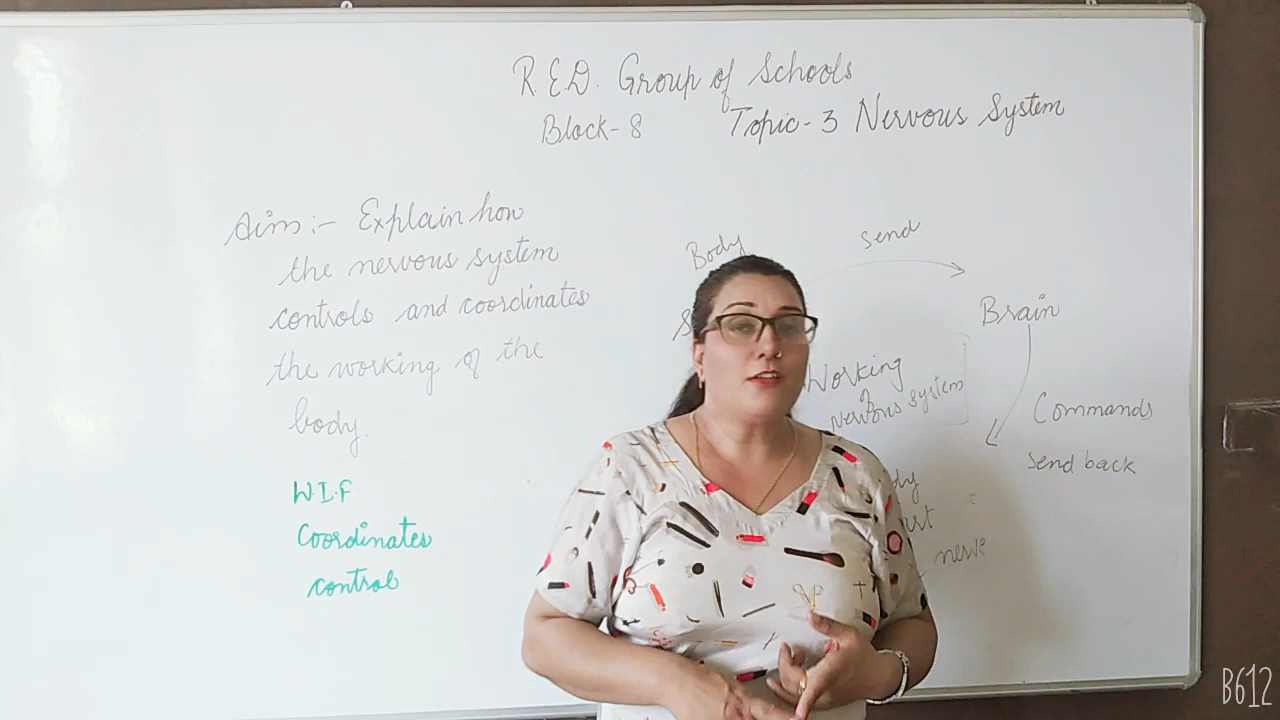 R.E.D. Group of Schools
Block-8 Topic-3 Nervous System
Aim:- Explain how
the nervous system
controls and coordinates
the working of the
body.
W.I.F
Coordinates
control
Body
send
Brain
Working
of
nervous system
Commands
send back
nerve
B612